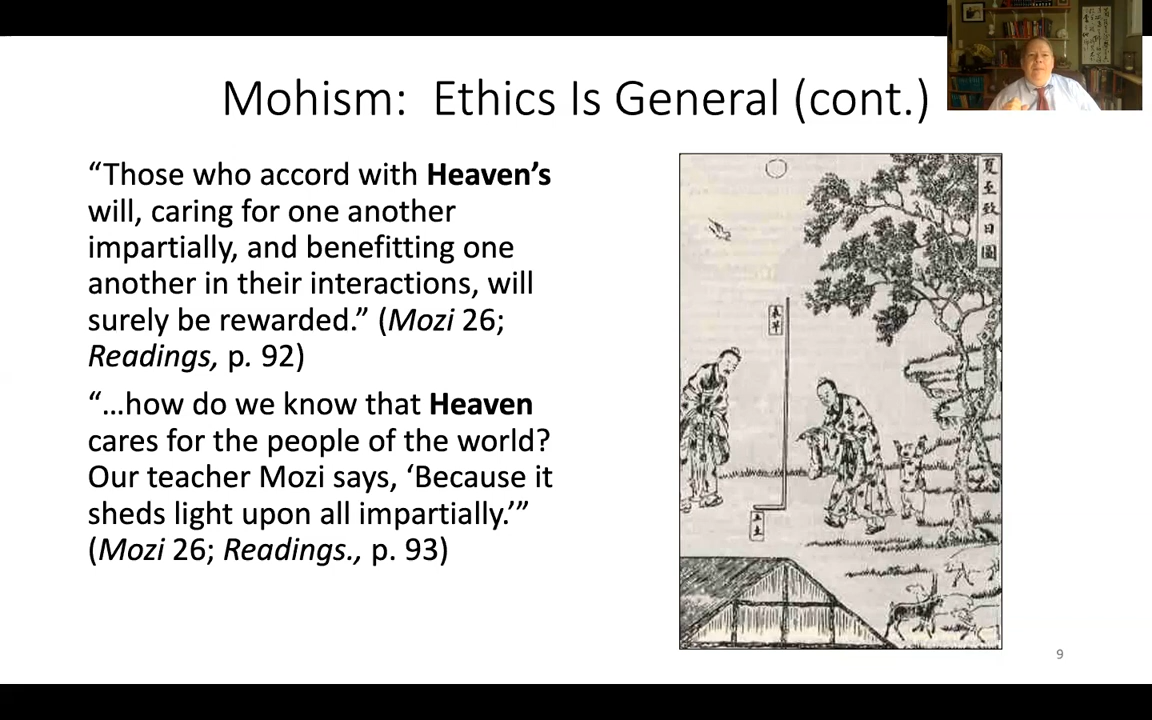 Mohism:  Ethics Is General (cont.)
“Those who accord with Heaven’s
will, caring for one another
impartially, and benefitting one
another in their interactions, will
surely be rewarded.” (Mozi 26;
Readings, p. 92)
“…how do we know that Heaven
cares for the people of the world?
Our teacher Mozi says, ‘Because it
sheds light upon all impartially.’”
(Mozi 26; Readings., p. 93)
夏至致日圖
土圭
9